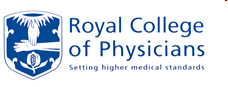 Royal College
of Physicians
Setting higher medical standards